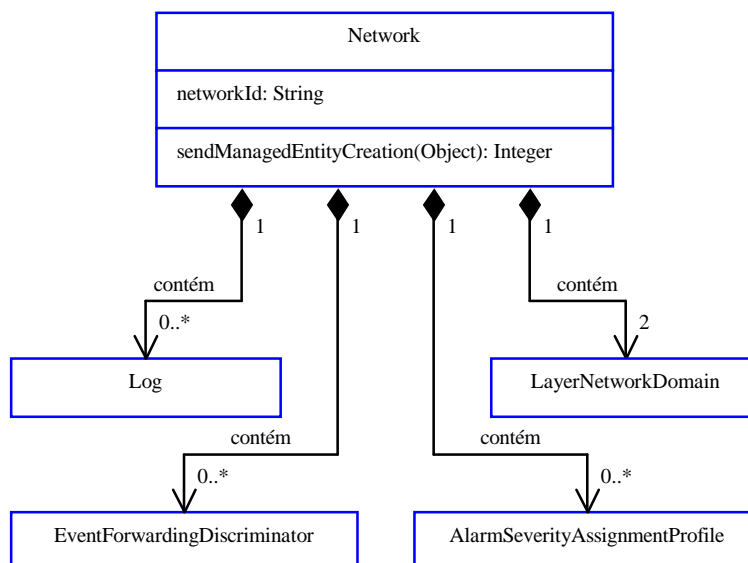 Network
networkId: String
sendManagedEntityCreation(Object): Integer
1
1
1
1
contém
contém
0..*
2
Log
LayerNetworkDomain
contém
contém
0..*
0..*
EventForwardingDiscriminator
AlarmSeverityAssignmentProfile